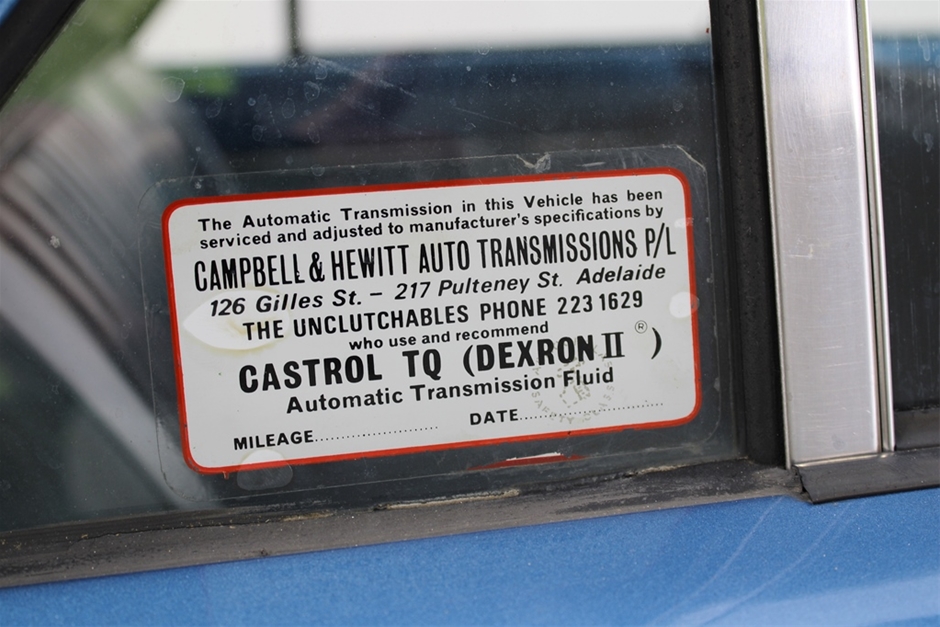 The Automatic Transmission in this Vehicle has been
serviced and adjusted to manufacturer's specifications by
CAMPBELL & HEWITT AUTO TRANSMISSIONS P/L
126 Gilles St. – 217 Pulteney St. Adelaide
THE UNCLUTCHABLES PHONE 223 1629
who use and recommend
CASTROL TQ (DEXRON II ® )
Automatic Transmission Fluid
MILEAGE........................ DATE..............................
SAFETY